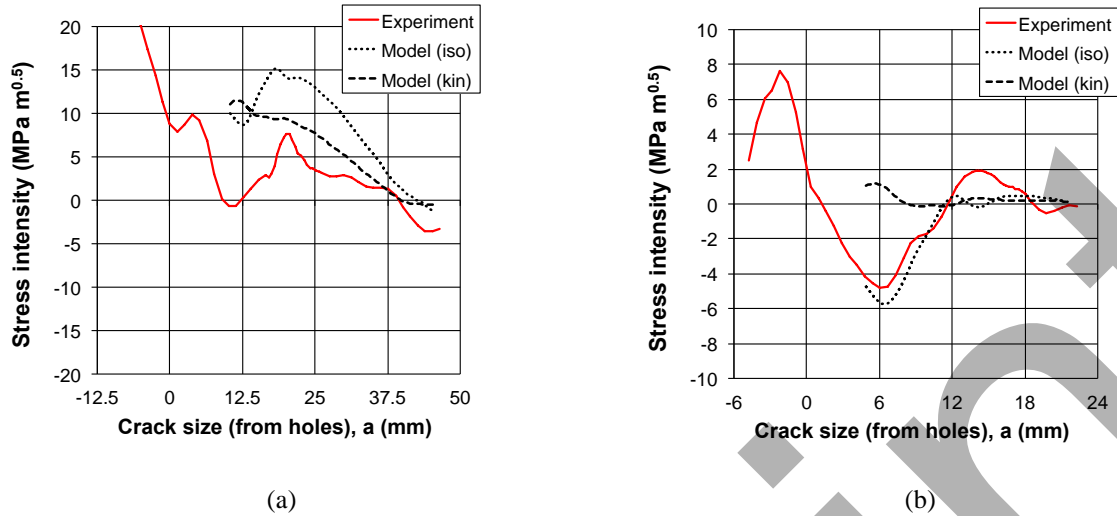 20
15
10
5
0
-5
-10
-15
-20
-12.5 0 12.5 25 37.5 50
Stress intensity (MPa m0.5)
Crack size (from holes), a (mm)
Experiment
Model (iso)
Model (kin)
(a)
10
8
6
4
2
0
-2
-4
-6
-8
-10
-6 0 6 12 18 24
Stress intensity (MPa m0.5)
Crack size (from holes), a (mm)
Experiment
Model (iso)
Model (kin)
(b)